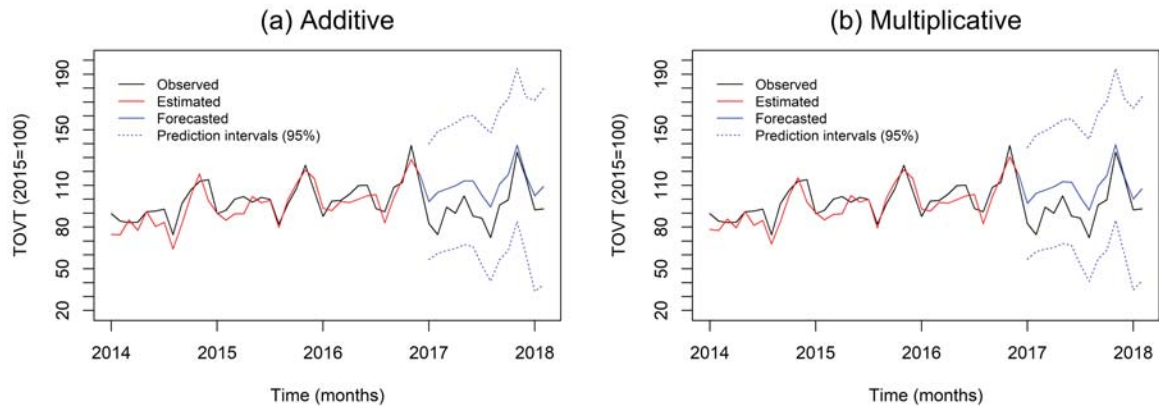 (a) Additive
TOVT (2015=100)
190
150
110
80
50
20
Observed
Estimated
Forecasted
Prediction intervals (95%)
2014 2015 2016 2017 2018
Time (months)
(b) Multiplicative
TOVT (2015=100)
190
150
110
80
50
20
Observed
Estimated
Forecasted
Prediction intervals (95%)
2014 2015 2016 2017 2018
Time (months)